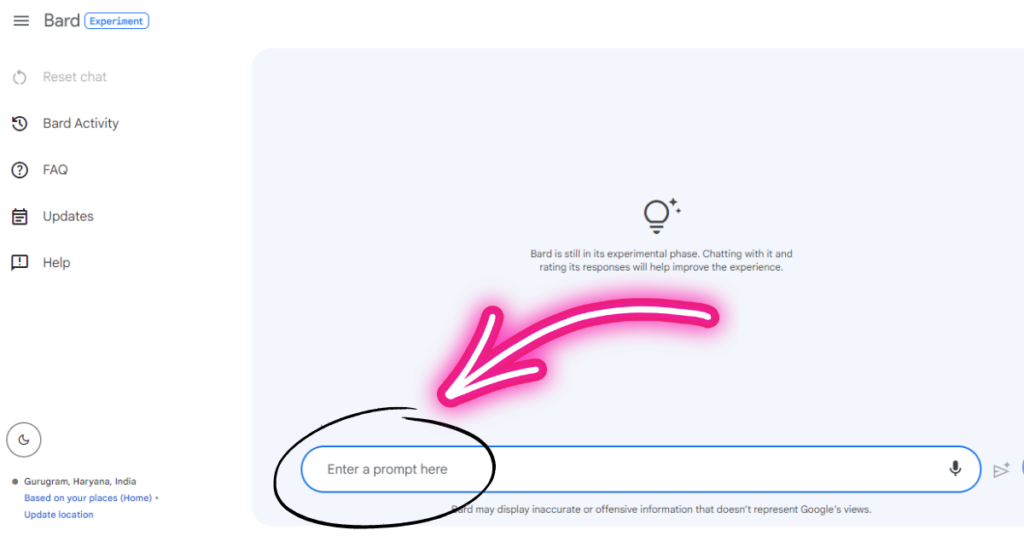 Bard Experiment
Reset chat
Bard Activity
FAQ
Updates
Help
Bard is still in its experimental phase. Chatting with it and
rating its responses will help improve the experience.
Enter a prompt here
Bard may display inaccurate or offensive information that doesn't represent Google's views.
Gurugram, Haryana, India
Based on your places (Home) •
Update location